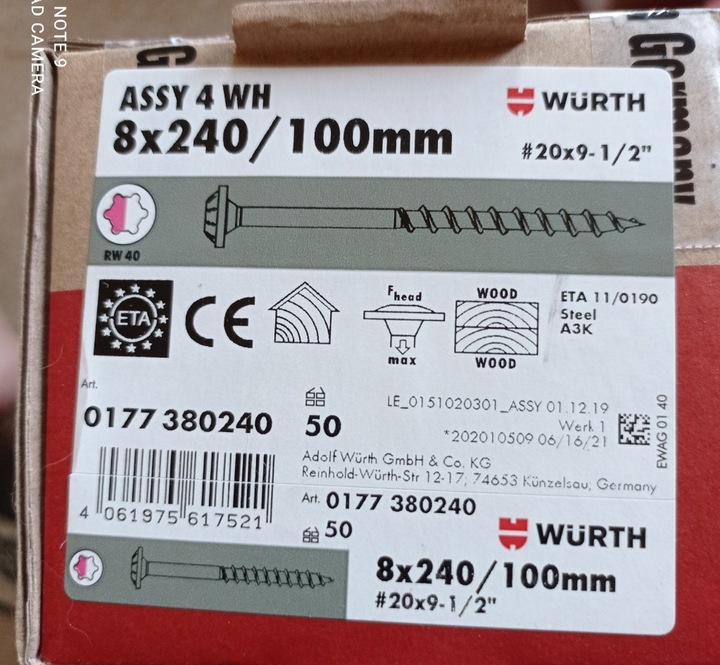 NOTE 9
AD CAMERA
German
G
ASSY 4 WH
WÜRTH
8x240/100mm
#20x9-1/2"
RW 40
ETA
CE
Fhead
max
WOOD
WOOD
ETA 11/0190
Steel
A3K
Art.
0177 380240
50
LE_0151020301_ASSY 01.12.19
Werk 1
*202010509 06/16/21
EWAG 01 40
Adolf Würth GmbH & Co. KG
Reinhold-Würth-Str 12-17, 74653 Künzelsau, Germany
4 061975 617521
Art. 0177 380240
50
WÜRTH
8x240/100mm
#20x9-1/2"